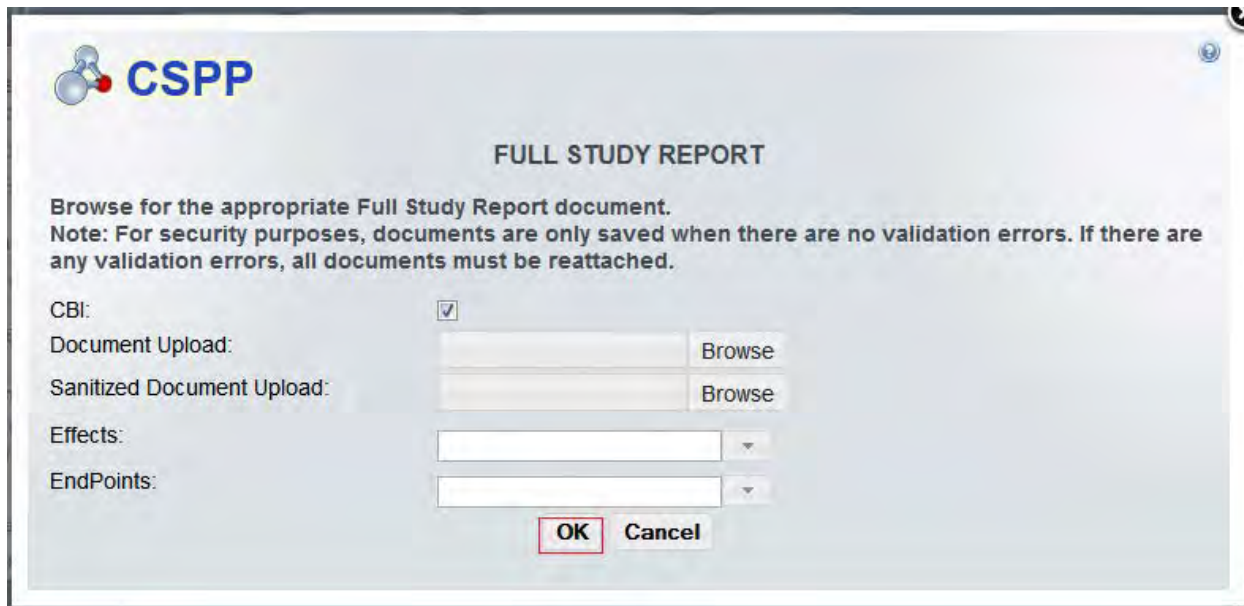 CSPP
FULL STUDY REPORT
Browse for the appropriate Full Study Report document.
Note: For security purposes, documents are only saved when there are no validation errors. If there are
any validation errors, all documents must be reattached.
CBI:
Document Upload: Browse
Sanitized Document Upload: Browse
Effects:
EndPoints:
OK Cancel